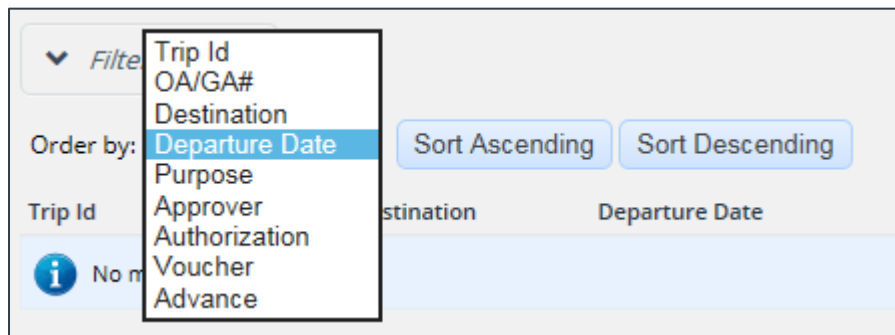 Filte
Trip Id
OA/GA#
Destination
Order by: Departure Date Sort Ascending Sort Descending
Purpose
Trip Id Approver stination Departure Date
Authorization
No m Voucher
Advance